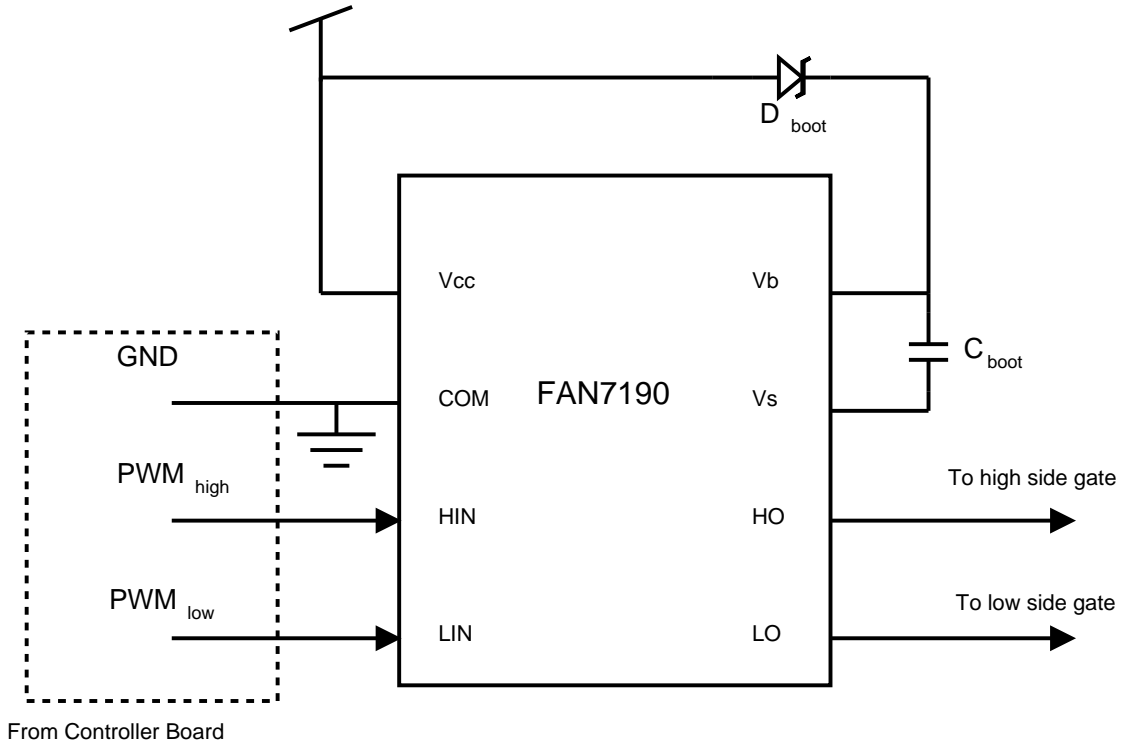 D boot
Vcc
Vb
GND
C boot
COM
FAN7190
Vs
PWM high
To high side gate
HIN
HO
PWM low
To low side gate
LIN
LO
From Controller Board